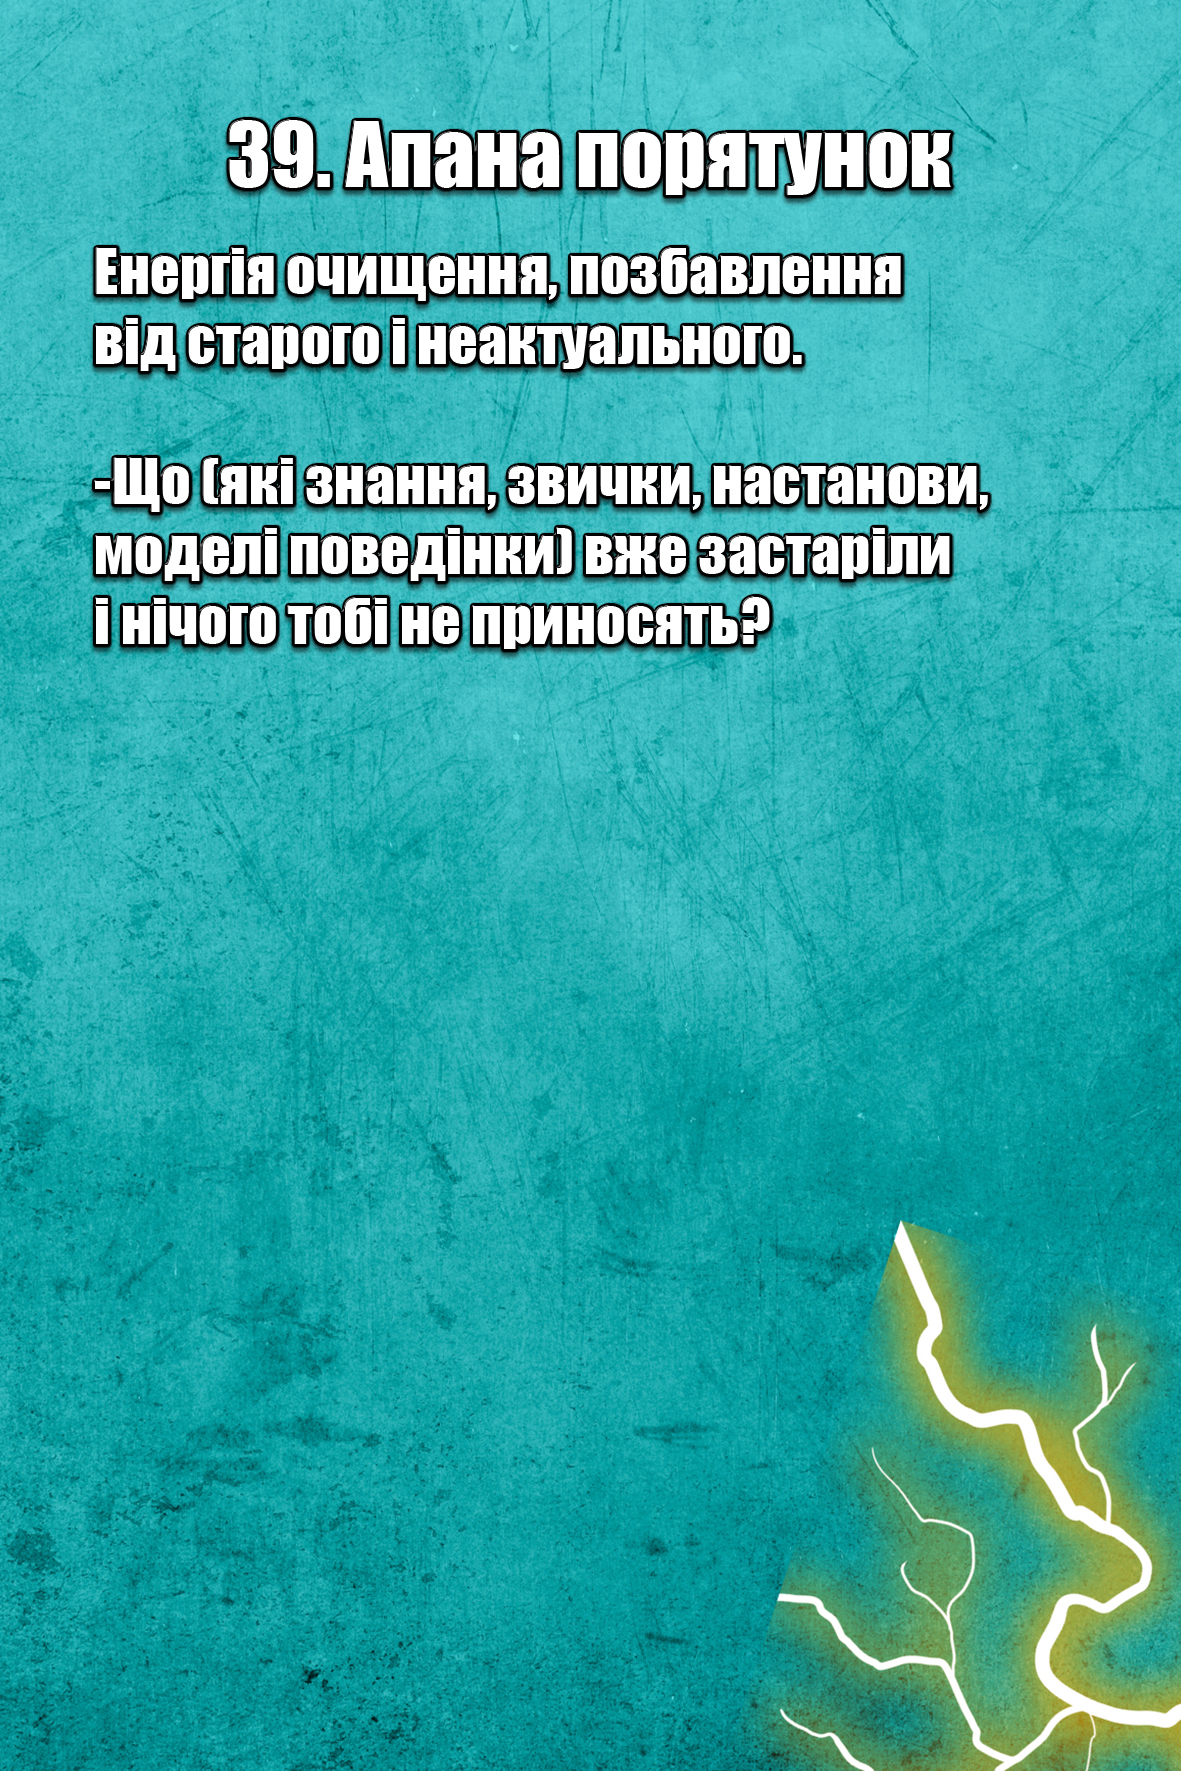 39. Апана порятунок
Енергія очищення, позбавлення
від старого і неактуального.
-Що (які знання, звички, настанови,
моделі поведінки) вже застаріли
і нічого тобі не приносять?